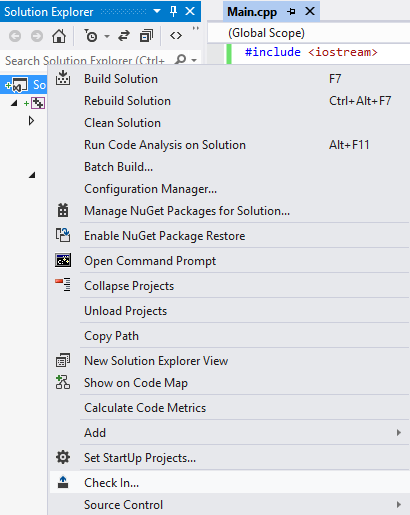 Solution Explorer
Main.cpp
(Global Scope)
Search Solution Explorer (Ctrl+
#include <iostream>
So
Build Solution F7
Rebuild Solution Ctrl+Alt+F7
Clean Solution
Run Code Analysis on Solution Alt+F11
Batch Build...
Configuration Manager...
Manage NuGet Packages for Solution...
Enable NuGet Package Restore
Open Command Prompt
Collapse Projects
Unload Projects
Copy Path
New Solution Explorer View
Show on Code Map
Calculate Code Metrics
Add
Set StartUp Projects...
Check In...
Source Control